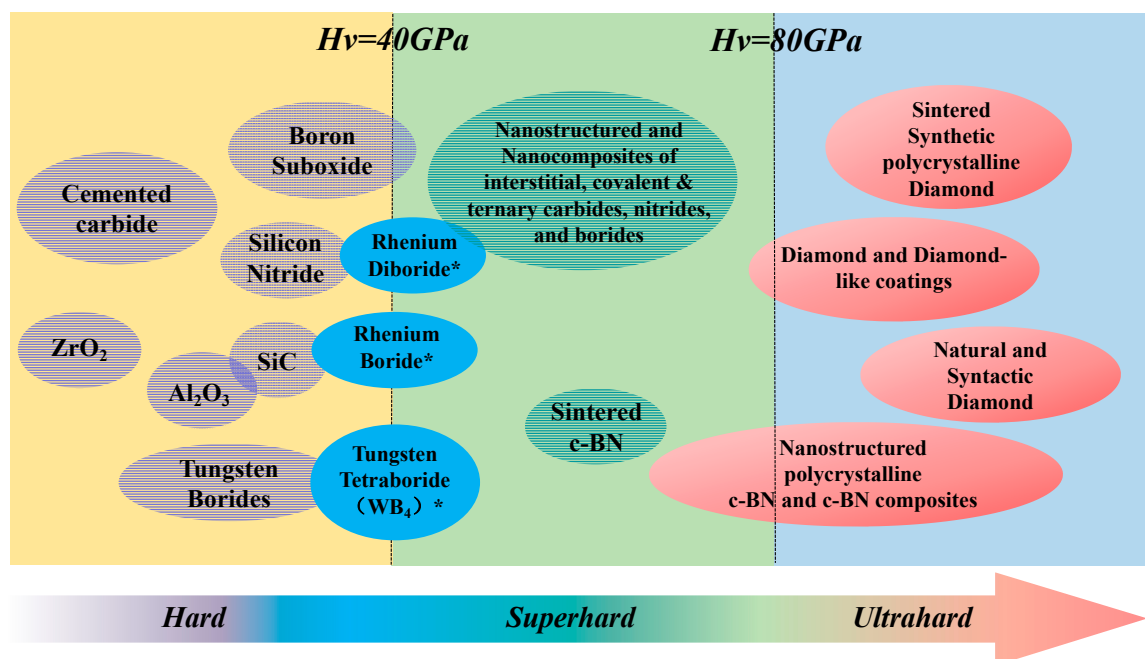 Hv=40GPa
Hv=80GPa
Boron
Suboxide
Nanostructured and
Nanocomposites of
interstitial, covalent &
ternary carbides, nitrides,
and borides
Sintered
Synthetic
polycrystalline
Diamond
Cemented
carbide
Silicon
Nitride
Rhenium
Diboride*
Diamond and Diamond-
like coatings
ZrO₂
Al₂O₃
SiC
Rhenium
Boride*
Natural and
Syntactic
Diamond
Sintered
c-BN
Tungsten
Borides
Tungsten
Tetraboride
（WB₄）*
Nanostructured
polycrystalline
c-BN and c-BN composites
Hard
Superhard
Ultrahard